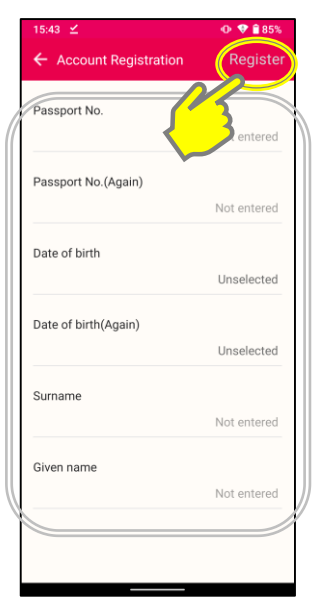 15:43 85%
Account Registration Register
Passport No.
entered
Passport No.(Again)
Not entered
Date of birth
Unselected
Date of birth(Again)
Unselected
Surname
Not entered
Given name
Not entered